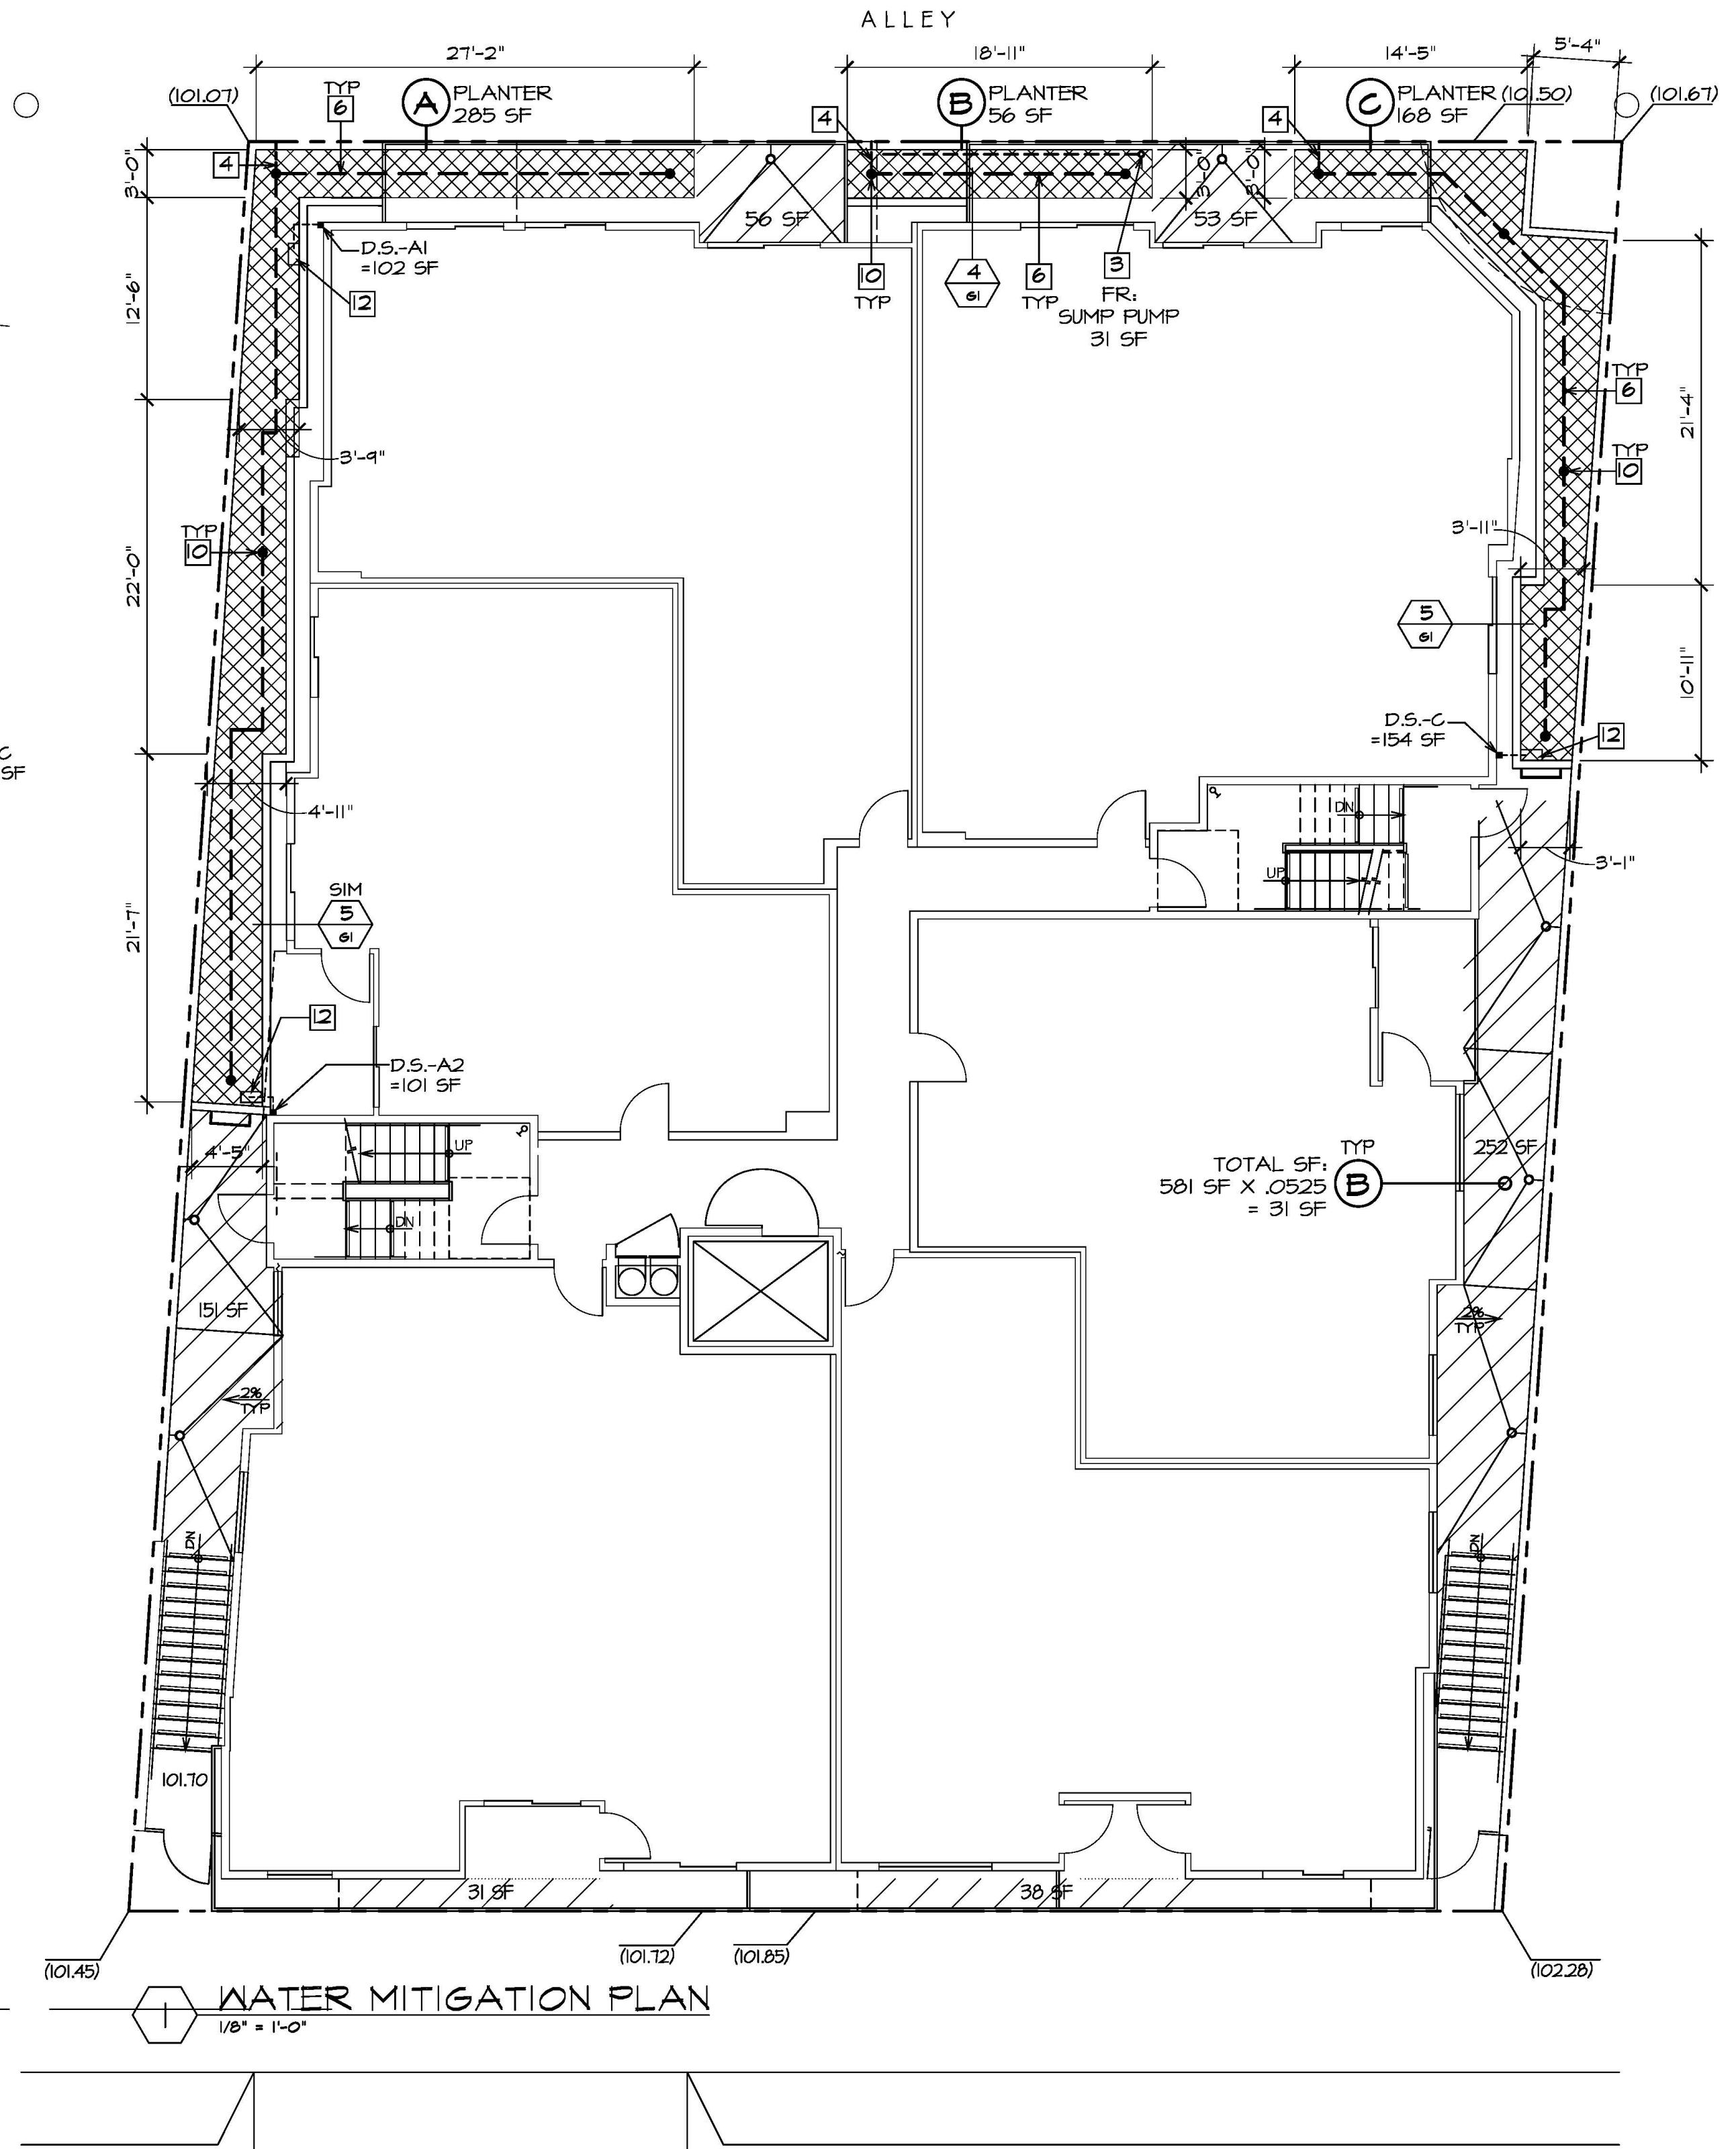 ALLEY
27'-2"
18'-11"
14'-5"
5'-4"
(101.07)
TYP
6
A
PLANTER
285 SF
4
B
PLANTER
56 SF
4
C
PLANTER
168 SF
(101.50)
(101.67)
4
3'-0"
3'-0"
3'-0"
56 SF
53 SF
D.S.-A1
=102 SF
12
12'-6"
10
TYP
4
G1
6
TYP
3
FR:
SUMP PUMP
31 SF
TYP
6
21'-4"
3'-9"
TYP
10
3'-11"
TYP
10
22'-0"
5
G1
10'-11"
C
SF
D.S.-C
=154 SF
12
4'-11"
DN
UP
3'-1"
SIM
5
G1
21'-7"
12
D.S.-A2
=101 SF
4'-5"
UP
DN
TOTAL SF:
581 SF X .0525
= 31 SF
TYP
B
252 SF
151 SF
2%
TYP
2%
TYP
DN
DN
101.70
31 SF
38 SF
(101.45)
(101.72)
(101.85)
(102.28)
1
WATER MITIGATION PLAN
1/8" = 1'-0"